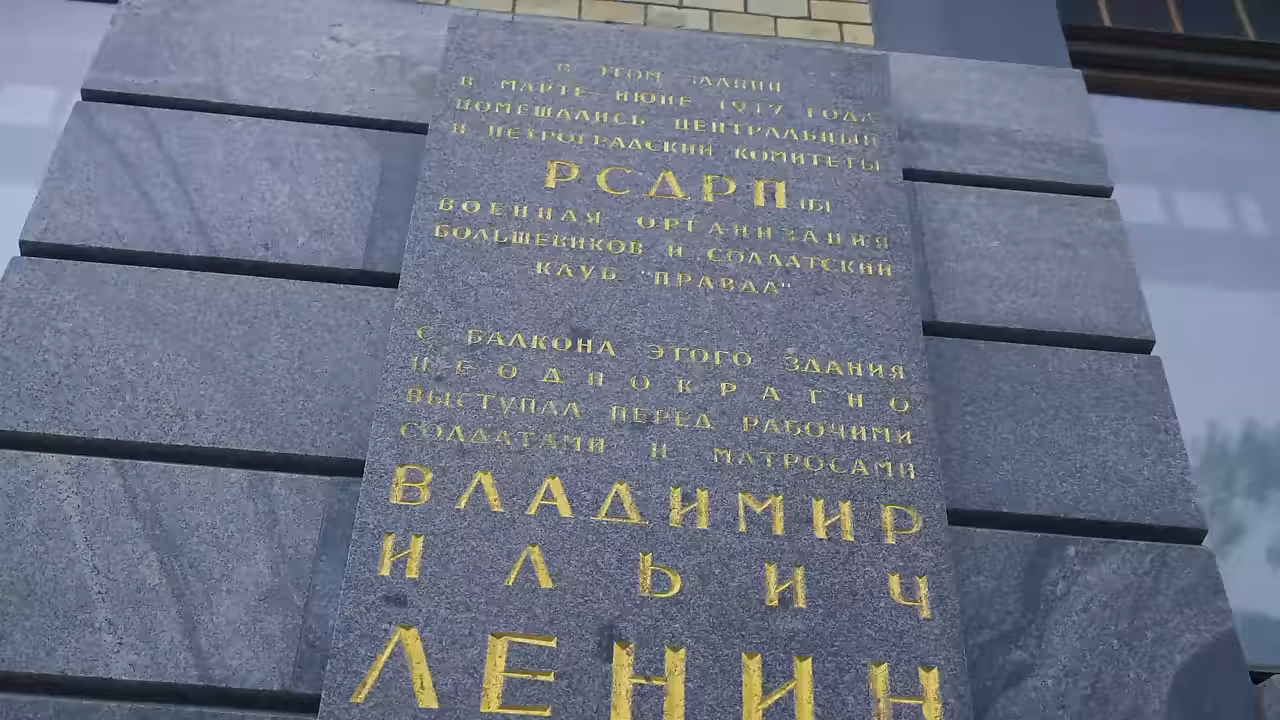 В ЭТОМ ЗДАНИИ
В МАРТЕ–ИЮНЕ 1917 ГОДА
ПОМЕЩАЛИСЬ ЦЕНТРАЛЬНЫЙ
И ПЕТРОГРАДСКИЙ КОМИТЕТЫ
РСДРП(Б)
ВОЕННАЯ ОРГАНИЗАЦИЯ
БОЛЬШЕВИКОВ И СОЛДАТСКИЙ
КЛУБ "ПРАВДА"
С БАЛКОНА ЭТОГО ЗДАНИЯ
НЕОДНОКРАТНО
ВЫСТУПАЛ ПЕРЕД РАБОЧИМИ
СОЛДАТАМИ И МАТРОСАМИ
ВЛАДИМИР
ИЛЬИЧ
ЛЕНИН